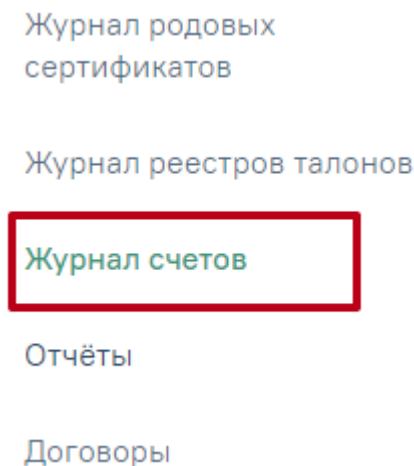 Журнал родовых
сертификатов
Журнал реестров талонов
Журнал счетов
Отчёты
Договоры